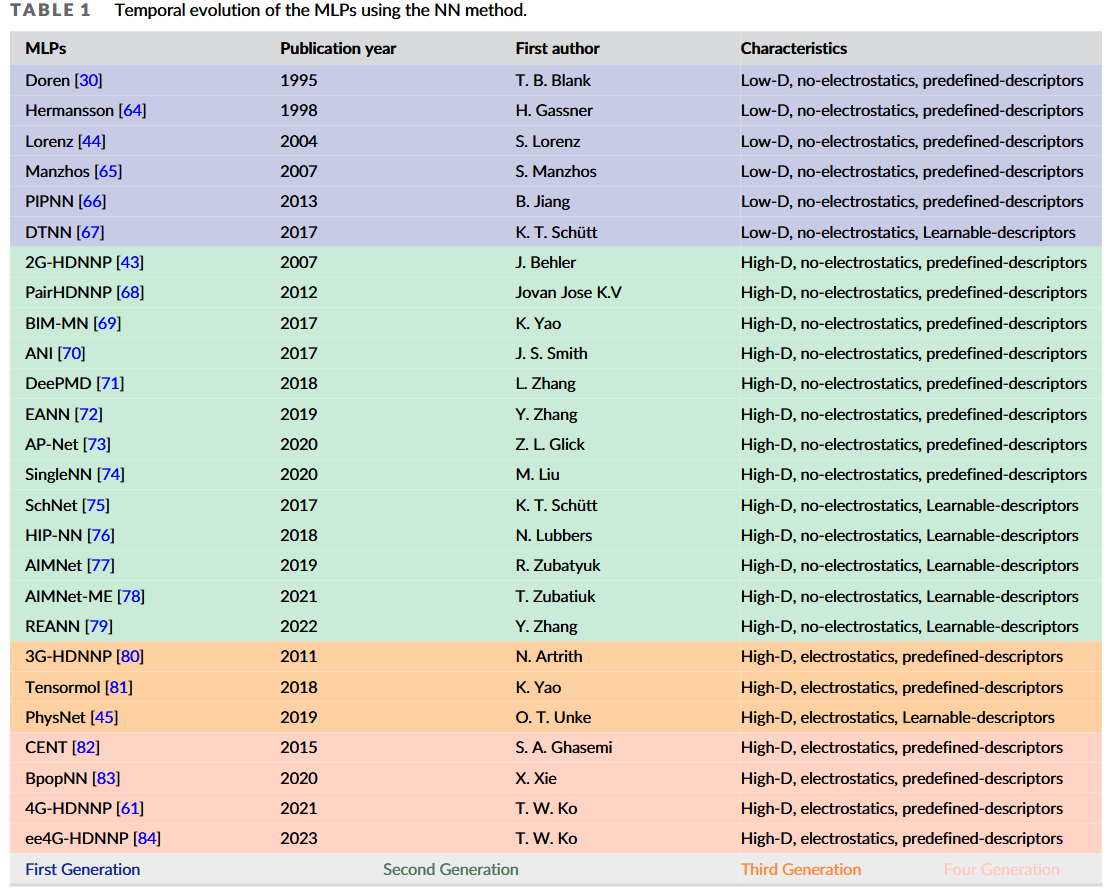 TABLE 1 Temporal evolution of the MLPs using the NN method.
MLPs Publication year First author Characteristics
Doren [30] 1995 T. B. Blank Low-D, no-electrostatics, predefined-descriptors
Hermansson [64] 1998 H. Gassner Low-D, no-electrostatics, predefined-descriptors
Lorenz [44] 2004 S. Lorenz Low-D, no-electrostatics, predefined-descriptors
Manzhos [65] 2007 S. Manzhos Low-D, no-electrostatics, predefined-descriptors
PIPNN [66] 2013 B. Jiang Low-D, no-electrostatics, predefined-descriptors
DTNN [67] 2017 K. T. Schütt Low-D, no-electrostatics, Learnable-descriptors
2G-HDNNP [43] 2007 J. Behler High-D, no-electrostatics, predefined-descriptors
PairHDNNP [68] 2012 Jovan Jose K.V High-D, no-electrostatics, predefined-descriptors
BIM-MN [69] 2017 K. Yao High-D, no-electrostatics, predefined-descriptors
ANI [70] 2017 J. S. Smith High-D, no-electrostatics, predefined-descriptors
DeePMD [71] 2018 L. Zhang High-D, no-electrostatics, predefined-descriptors
EANN [72] 2019 Y. Zhang High-D, no-electrostatics, predefined-descriptors
AP-Net [73] 2020 Z. L. Glick High-D, no-electrostatics, predefined-descriptors
SingleNN [74] 2020 M. Liu High-D, no-electrostatics, predefined-descriptors
SchNet [75] 2017 K. T. Schütt High-D, no-electrostatics, Learnable-descriptors
HIP-NN [76] 2018 N. Lubbers High-D, no-electrostatics, Learnable-descriptors
AIMNet [77] 2019 R. Zubatyuk High-D, no-electrostatics, Learnable-descriptors
AIMNet-ME [78] 2021 T. Zubatiuk High-D, no-electrostatics, Learnable-descriptors
REANN [79] 2022 Y. Zhang High-D, no-electrostatics, Learnable-descriptors
3G-HDNNP [80] 2011 N. Artrith High-D, electrostatics, predefined-descriptors
Tensormol [81] 2018 K. Yao High-D, electrostatics, predefined-descriptors
PhysNet [45] 2019 O. T. Unke High-D, electrostatics, Learnable-descriptors
CENT [82] 2015 S. A. Ghasemi High-D, electrostatics, predefined-descriptors
BpopNN [83] 2020 X. Xie High-D, electrostatics, predefined-descriptors
4G-HDNNP [61] 2021 T. W. Ko High-D, electrostatics, predefined-descriptors
ee4G-HDNNP [84] 2023 T. W. Ko High-D, electrostatics, predefined-descriptors
First Generation Second Generation Third Generation Four Generation